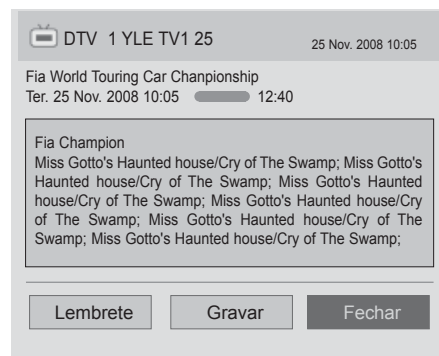 DTV 1 YLE TV1 25 25 Nov. 2008 10:05
Fia World Touring Car Chanpionship
Ter. 25 Nov. 2008 10:05 12:40
Fia Champion
Miss Gotto's Haunted house/Cry of The Swamp; Miss Gotto's
Haunted house/Cry of The Swamp; Miss Gotto's Haunted
house/Cry of The Swamp; Miss Gotto's Haunted house/Cry
of The Swamp; Miss Gotto's Haunted house/Cry of The
Swamp; Miss Gotto's Haunted house/Cry of The Swamp;
Lembrete Gravar Fechar